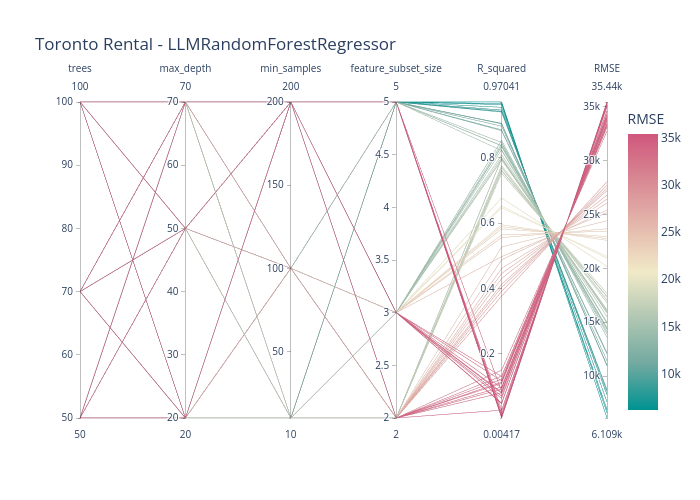 Toronto Rental - LLMRandomForestRegressor
trees max_depth min_samples feature_subset_size R_squared RMSE
100 70 200 5 0.97041 35.44k
RMSE
100 70 200 5 35k 35k
90 60 4.5 0.8 30k 30k
150
80 4 0.6 25k 25k
50
70 100 3.5 20k 20k
40 0.4
3 15k 15k
60 30 50 2.5 0.2 10k 10k
50 20 2
50 20 10 2 0.00417 6.109k